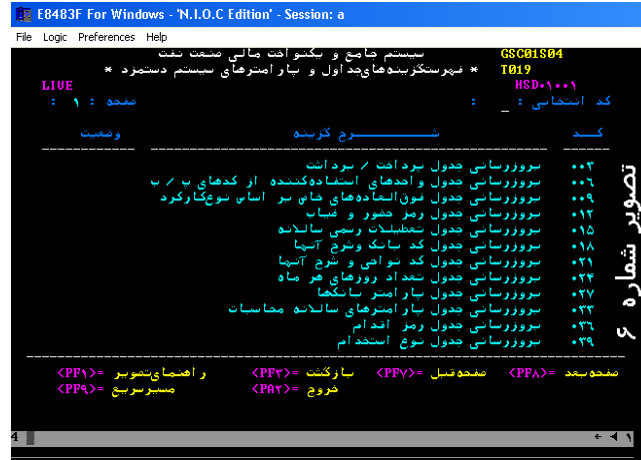 E8483F For Windows - 'N.I.O.C Edition' - Session: a
File Logic Preferences Help
سیستم جامع و یکنواخت مالی صنعت نفت GSC01S04
* فهرست‌گزینه‌های‌جداول و پارامترهای سیستم دستمزد * T019
LIVE HSD۰۱۰۰۱
کد انتخابی : _ : صفحه : ۱ :
کــد شــرح گزینه وضعیت
۰۰۳ بروزرسانی جدول پرداخت / برداشت
۰۰۶ بروزرسانی جدول واحدهای استفاده‌کننده از کدهای پ / ب
۰۰۹ بروزرسانی جدول فوق‌العاده‌های خاص بر اساس نوع‌کارکرد
۰۱۲ بروزرسانی جدول رمز حضور و غیاب
۰۱۵ بروزرسانی جدول تعطیلات رسمی سالانه
۰۱۸ بروزرسانی جدول کد بانک وشرح آنها
۰۲۱ بروزرسانی جدول کد نواحی و شرح آنها
۰۲۴ بروزرسانی جدول تعداد روزهای هر ماه
۰۲۷ بروزرسانی جدول پارامتر بانکها
۰۳۳ بروزرسانی جدول پارامترهای سالانه محاسبات
۰۳۶ بروزرسانی جدول رمز اقدام
۰۳۹ بروزرسانی جدول نوع استخدام
صفحه‌بعد =<PF۸> صفحه‌قبل =<PF۷> بازگشت =<PF۳> راهنمای‌تصویر =<PF۱>
خروج =<PA۲> مسیرسریع =<PF۹>
تصویر شماره ۶
4 ۱